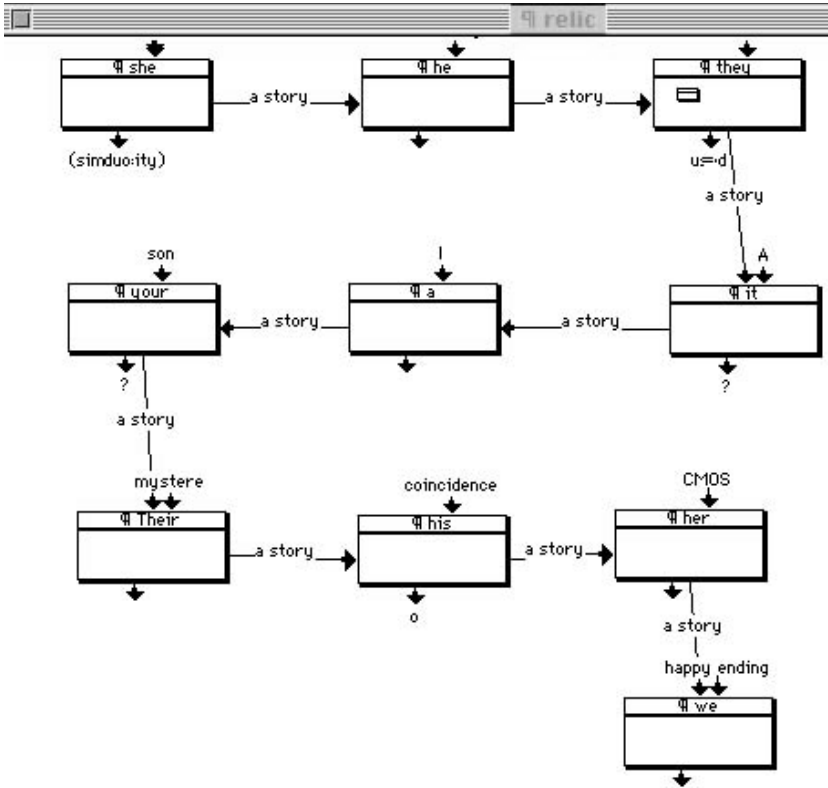 ¶ relic
¶ she
¶ he
¶ they
a story
a story
(simduo:ity)
a story
son
I
A
¶ your
¶ a
¶ it
a story
a story
?
?
a story
mystere
coincidence
CMOS
¶ Their
¶ his
¶ her
a story
a story
o
a story
happy ending
¶ we